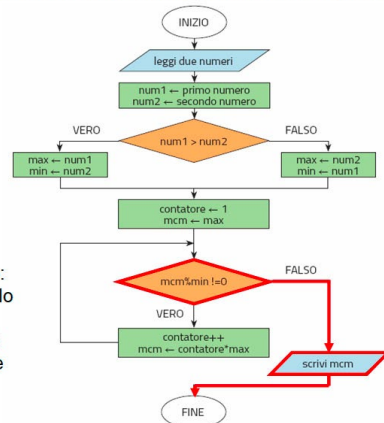 INIZIO
leggi due numeri
num1 ← primo numero
num2 ← secondo numero
VERO
num1 > num2
FALSO
max ← num1
min ← num2
max ← num2
min ← num1
contatore ← 1
mcm ← max
:
lo
e
mcm%min !=0
FALSO
VERO
contatore++
mcm ← contatore*max
scrivi mcm
FINE